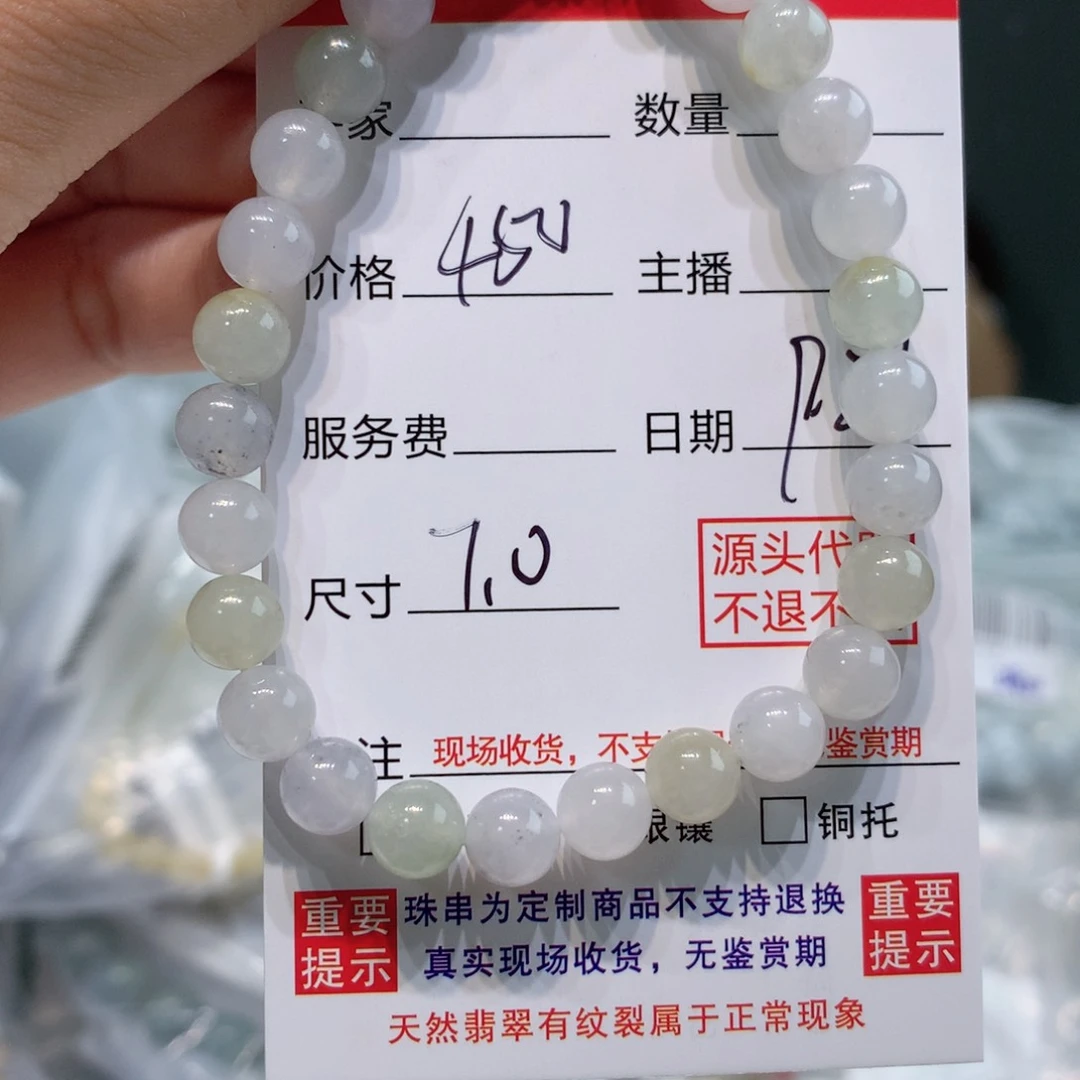 家 数量
价格 450 主播
服务费 日期
尺寸 7.0
源头代
不退不
注 现场收货，不支 鉴赏期
银镶 铜托
重要提示 珠串为定制商品不支持退换 重要提示
真实现场收货，无鉴赏期
天然翡翠有纹裂属于正常现象